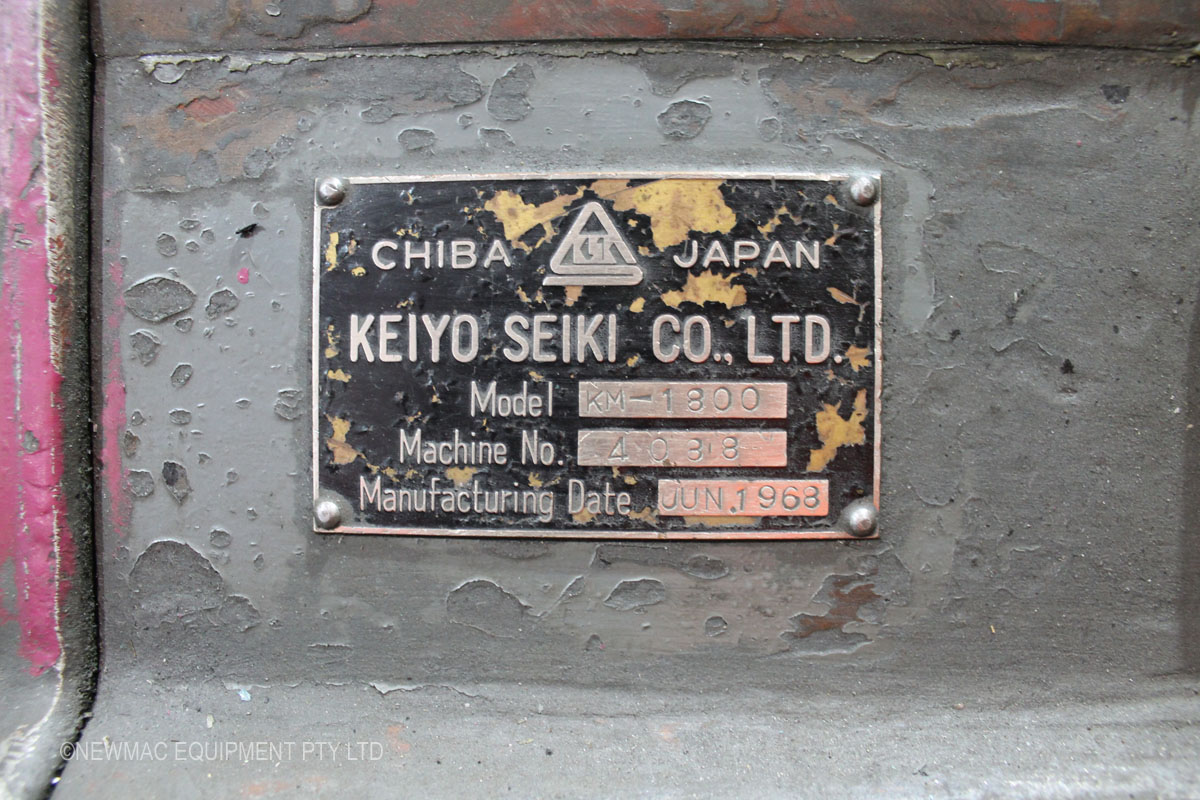 CHIBA JAPAN
KEIYO SEIKI CO., LTD.
Model KM-1800
Machine No. 4038
Manufacturing Date JUN.1968
©NEWMAC EQUIPMENT PTY LTD